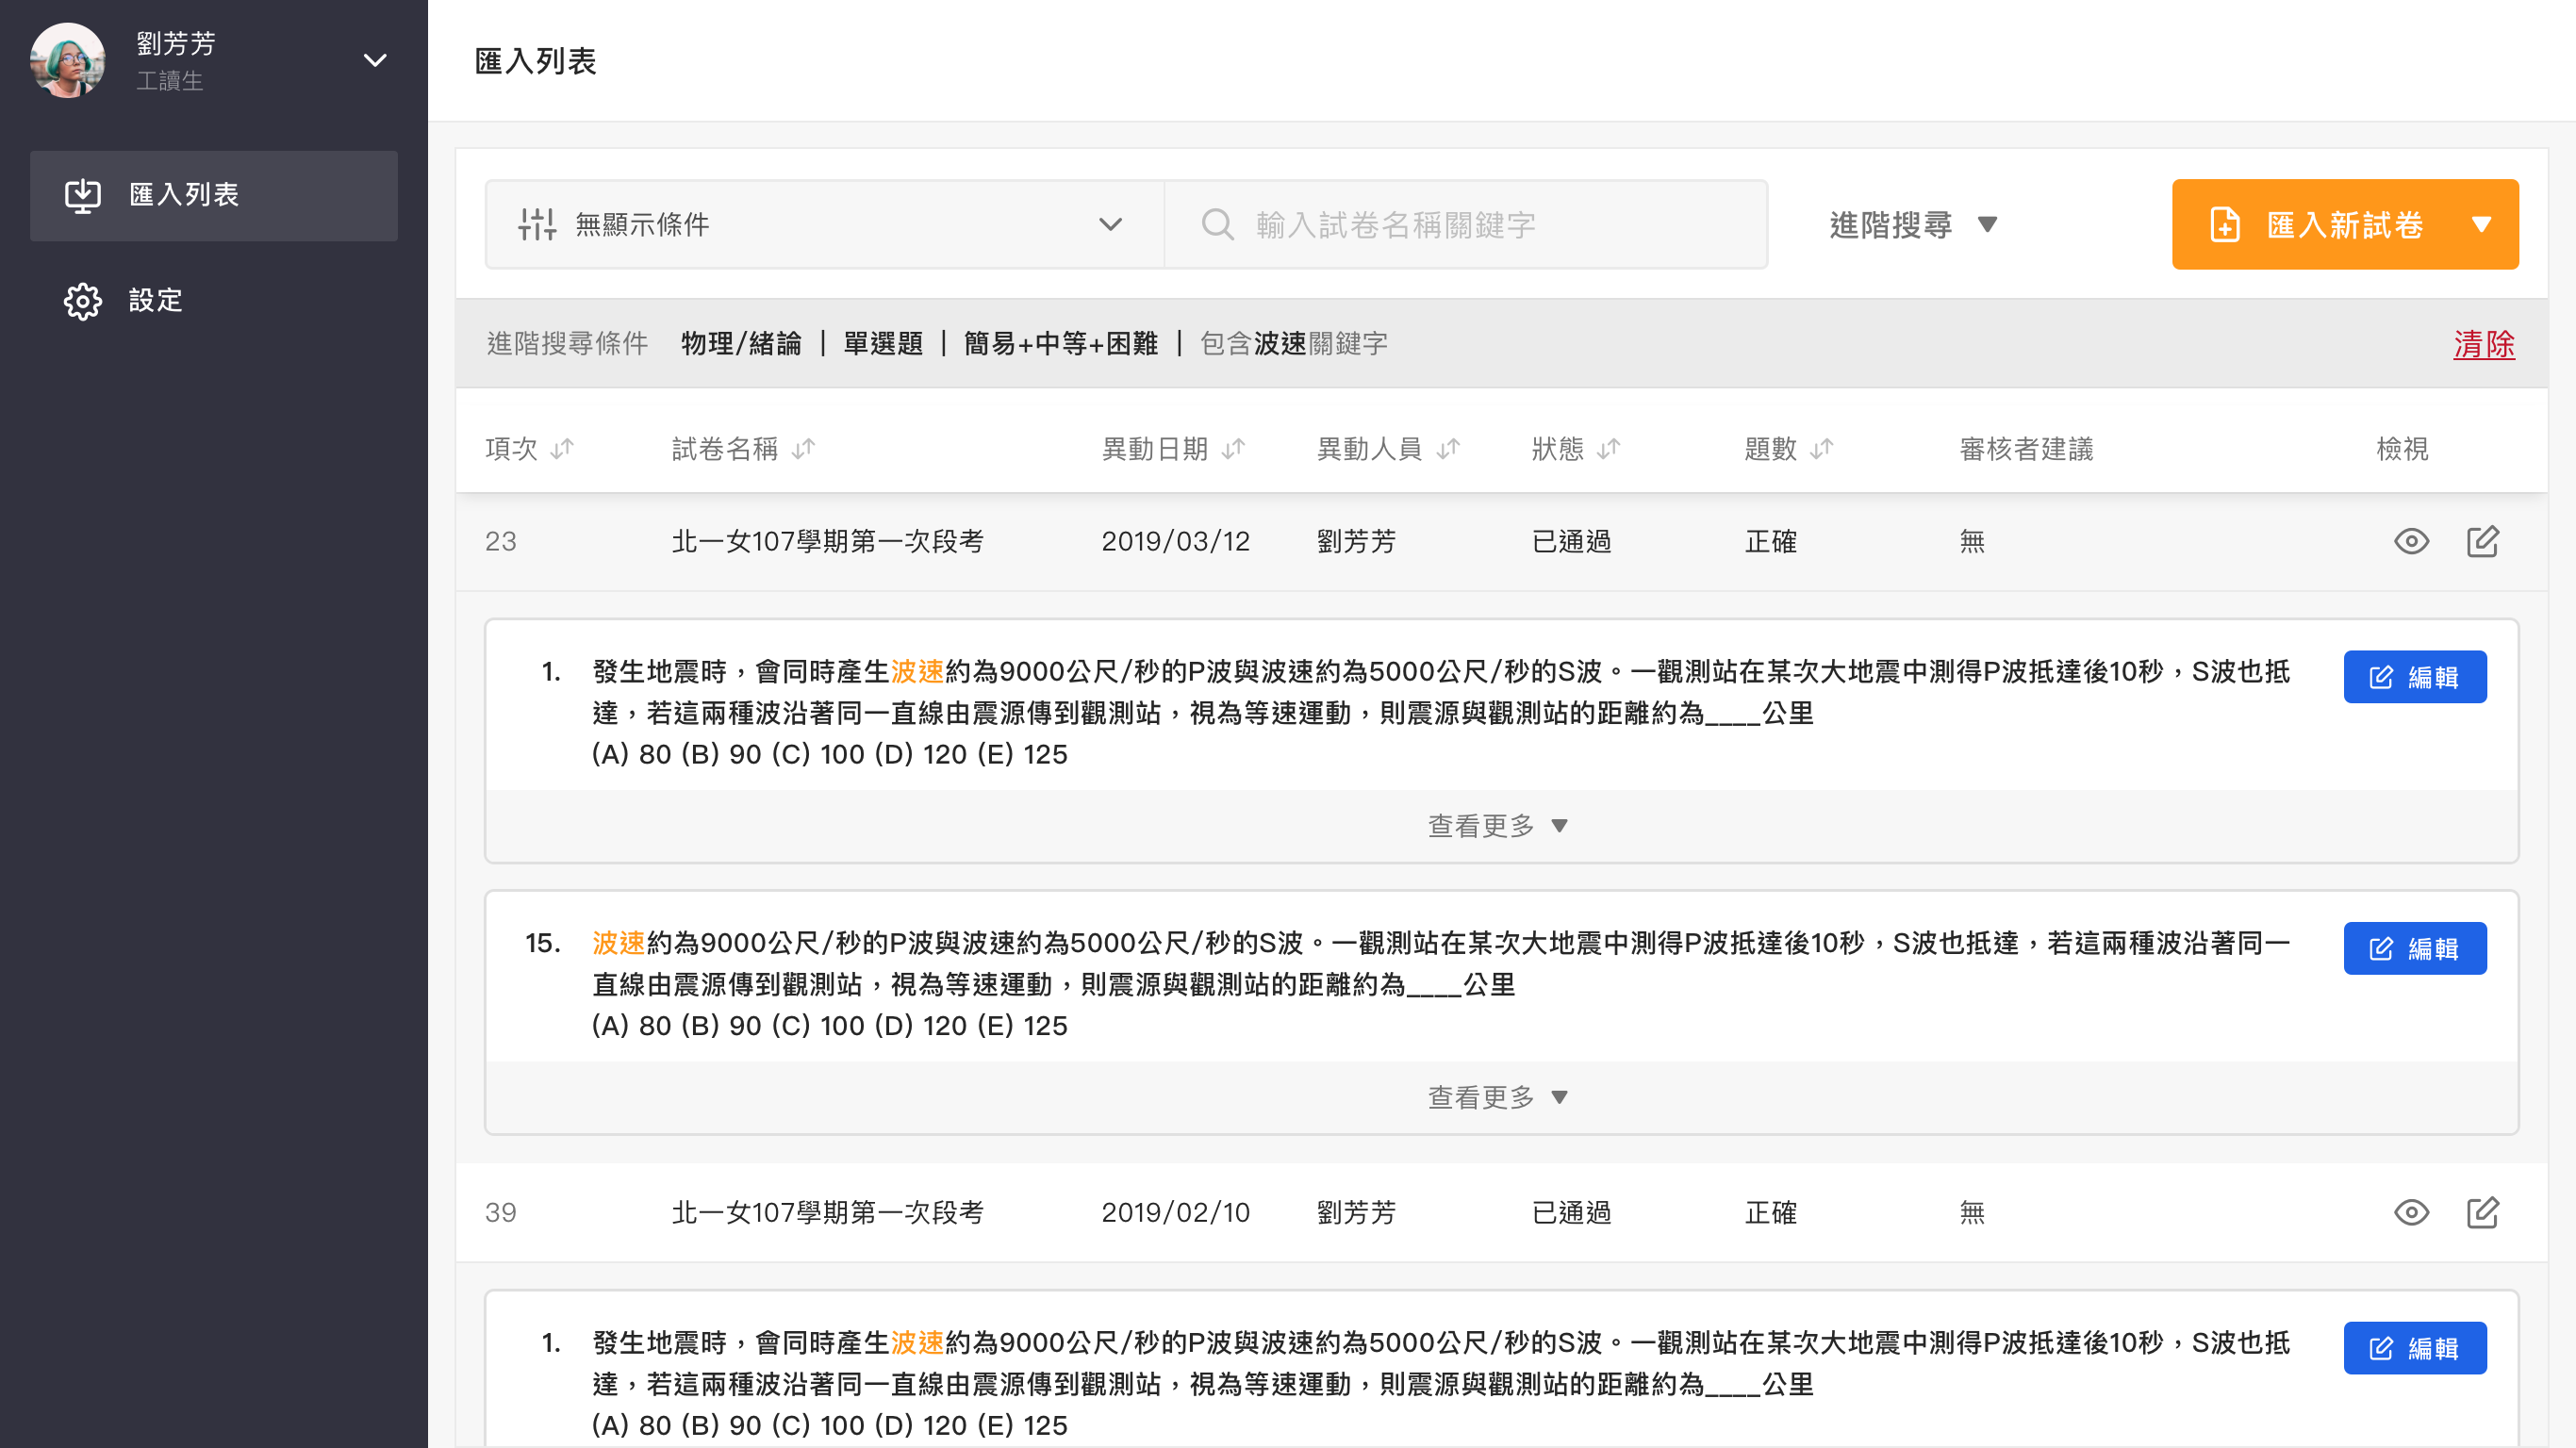 劉芳芳
工讀生
匯入列表
設定
匯入列表
無顯示條件
輸入試卷名稱關鍵字
進階搜尋 ▼
匯入新試卷 ▼
進階搜尋條件 物理/緒論 | 單選題 | 簡易+中等+困難 | 包含波速關鍵字
清除
項次 試卷名稱 異動日期 異動人員 狀態 題數 審核者建議 檢視
23 北一女107學期第一次段考 2019/03/12 劉芳芳 已通過 正確 無
1. 發生地震時，會同時產生波速約為9000公尺/秒的P波與波速約為5000公尺/秒的S波。一觀測站在某次大地震中測得P波抵達後10秒，S波也抵
編輯
達，若這兩種波沿著同一直線由震源傳到觀測站，視為等速運動，則震源與觀測站的距離約為____公里
(A) 80 (B) 90 (C) 100 (D) 120 (E) 125
查看更多 ▼
15. 波速約為9000公尺/秒的P波與波速約為5000公尺/秒的S波。一觀測站在某次大地震中測得P波抵達後10秒，S波也抵達，若這兩種波沿著同一
編輯
直線由震源傳到觀測站，視為等速運動，則震源與觀測站的距離約為____公里
(A) 80 (B) 90 (C) 100 (D) 120 (E) 125
查看更多 ▼
39 北一女107學期第一次段考 2019/02/10 劉芳芳 已通過 正確 無
1. 發生地震時，會同時產生波速約為9000公尺/秒的P波與波速約為5000公尺/秒的S波。一觀測站在某次大地震中測得P波抵達後10秒，S波也抵
編輯
達，若這兩種波沿著同一直線由震源傳到觀測站，視為等速運動，則震源與觀測站的距離約為____公里
(A) 80 (B) 90 (C) 100 (D) 120 (E) 125